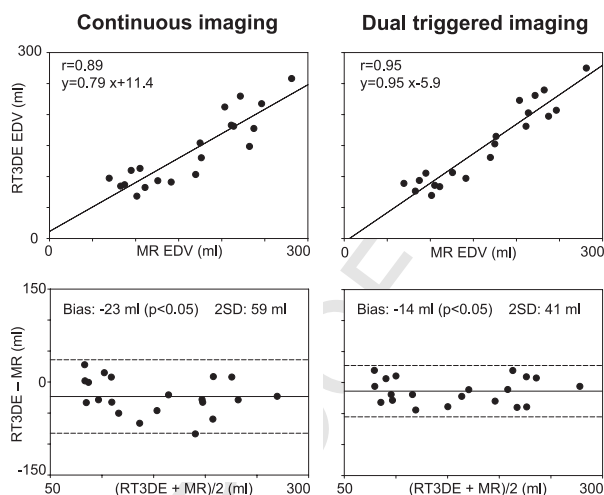 Continuous imaging
Dual triggered imaging
300
r=0.89
y=0.79 x+11.4
RT3DE EDV (ml)
0
0
MR EDV (ml)
300
r=0.95
y=0.95 x-5.9
0
MR EDV (ml)
300
150
Bias: -23 ml (p<0.05) 2SD: 59 ml
RT3DE – MR (ml)
0
-150
50
(RT3DE + MR)/2 (ml)
300
Bias: -14 ml (p<0.05) 2SD: 41 ml
50
(RT3DE + MR)/2 (ml)
300